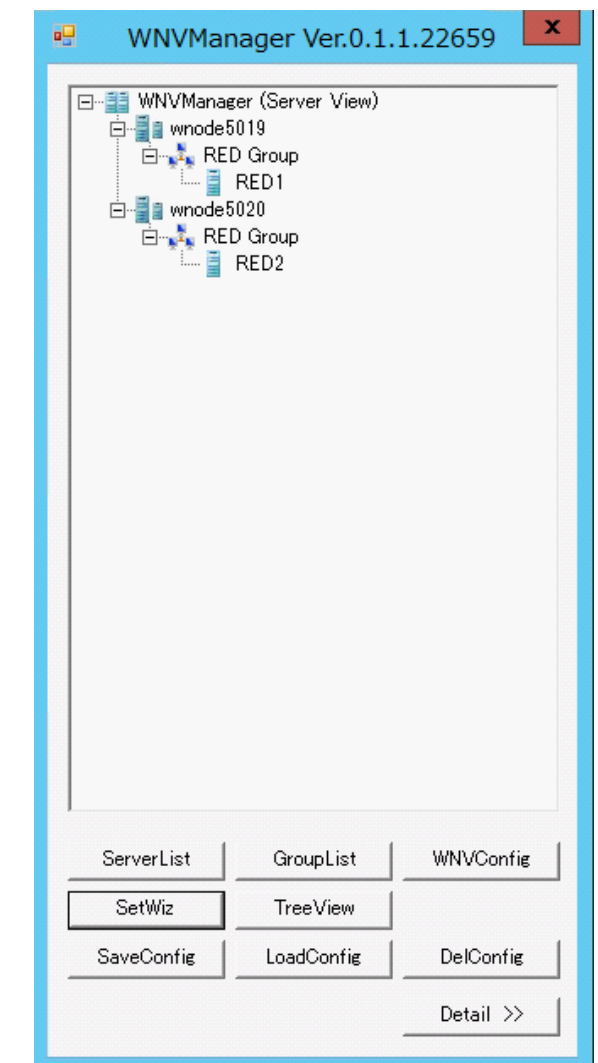 WNVManager Ver.0.1.1.22659
x
WNVManager (Server View)
wnode5019
RED Group
RED1
wnode5020
RED Group
RED2
ServerList GroupList WNVConfig
SetWiz TreeView
SaveConfig LoadConfig DelConfig
Detail >>